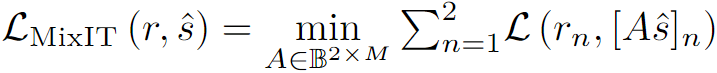 ℒ_MixIT (r, ŝ) = min_{A∈𝔹^{2×M}} ∑_{n=1}^{2} ℒ (r_n, [Aŝ]_n)